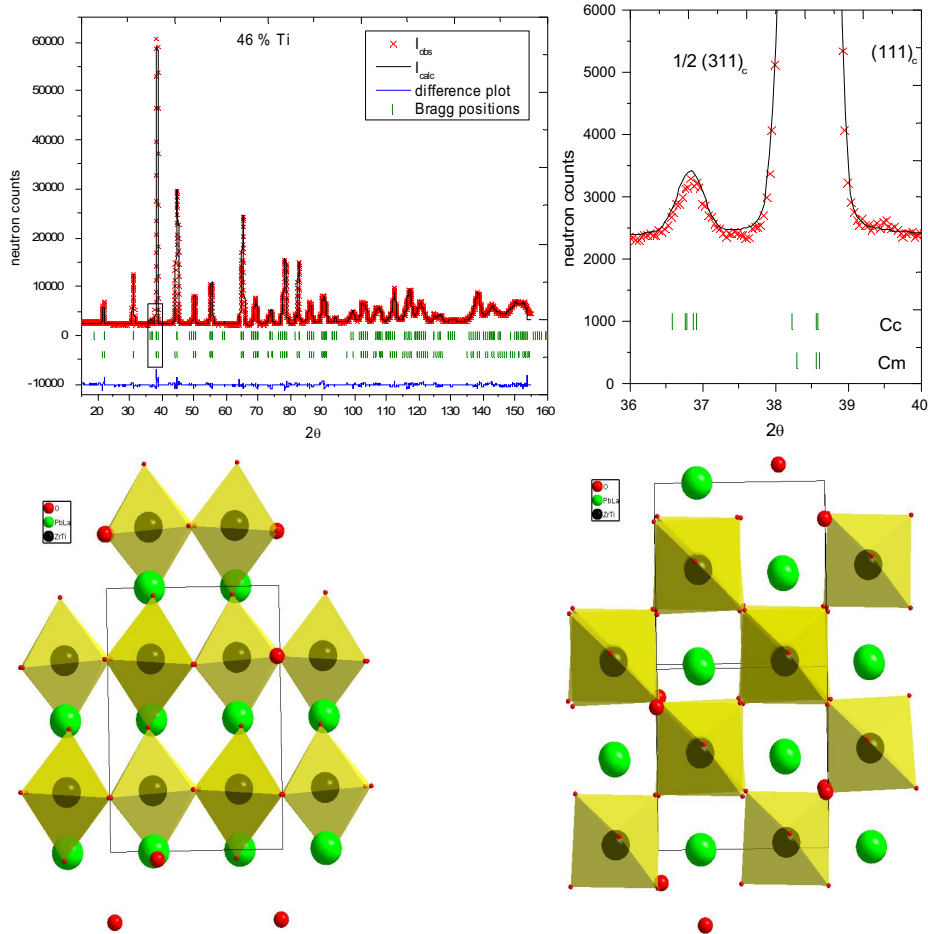 46 % Ti
I_obs
I_calc
difference plot
Bragg positions
neutron counts
60000
50000
40000
30000
20000
10000
0
-10000
20 30 40 50 60 70 80 90 100 110 120 130 140 150 160
2θ
1/2 (311)_c
(111)_c
neutron counts
6000
5000
4000
3000
2000
1000
0
Cc
Cm
36 37 38 39 40
2θ
O
PbLa
ZrTi
O
PbLa
ZrTi